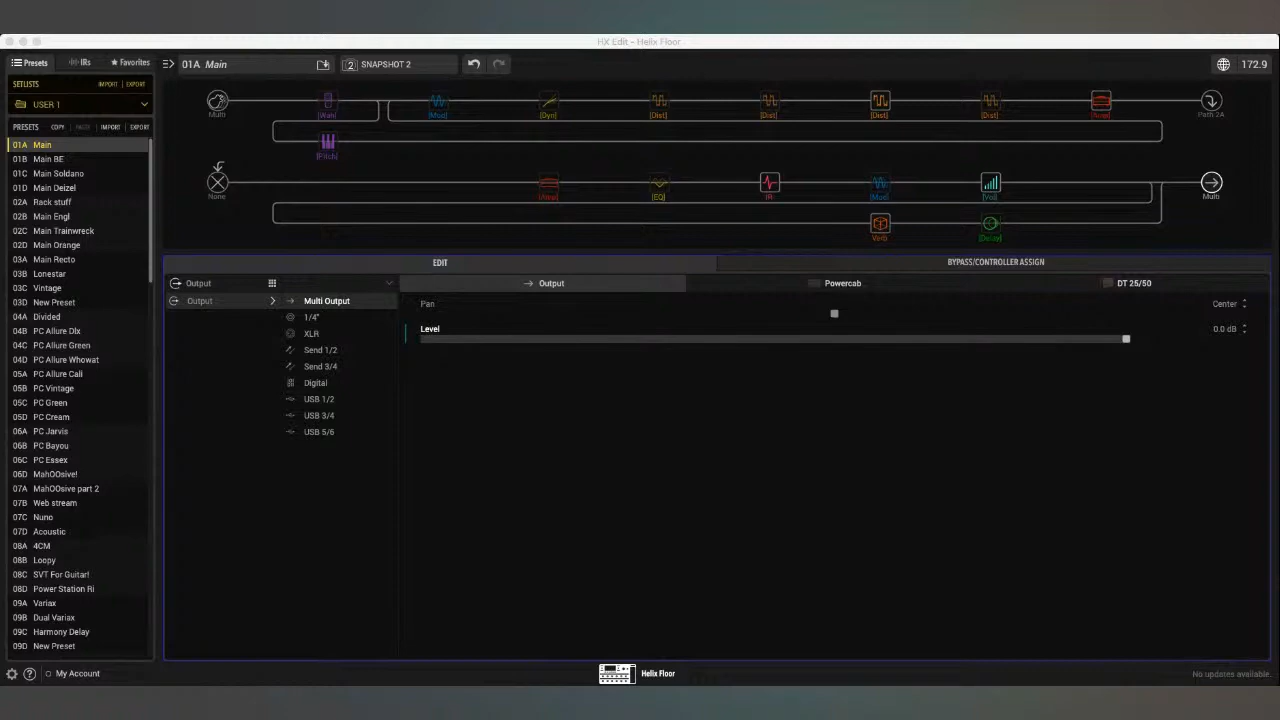 HX Edit - Helix Floor
Presets IRs Favorites 01A Main 2 SNAPSHOT 2 172.9
SETLISTS IMPORT EXPORT
USER 1
PRESETS COPY PASTE IMPORT EXPORT
01A Main
01B Main BE
01C Main Soldano
01D Main Deizel
02A Rack stuff
02B Main Engl
02C Main Trainwreck
02D Main Orange
03A Main Recto
03B Lonestar
03C Vintage
03D New Preset
04A Divided
04B PC Allure Dlx
04C PC Allure Green
04D PC Allure Whowat
05A PC Allure Cali
05B PC Vintage
05C PC Green
05D PC Cream
06A PC Jarvis
06B PC Bayou
06C PC Essex
06D MahOOsive!
07A MahOOsive part 2
07B Web stream
07C Nuno
07D Acoustic
08A 4CM
08B Loopy
08C SVT For Guitar!
08D Power Station Ri
09A Variax
09B Dual Variax
09C Harmony Delay
09D New Preset
Multi [Wah] [Mod] [Dyn] [Dist] [Dist] [Dist] [Dist] [Amp] Path 2A
[Pitch]
None [Amp] [EQ] IR [Mod] [Vol] Multi
Verb [Delay]
EDIT BYPASS/CONTROLLER ASSIGN
Output Output Powercab DT 25/50
Output Multi Output
1/4"
XLR
Send 1/2
Send 3/4
Digital
USB 1/2
USB 3/4
USB 5/6
Pan Center
Level 0.0 dB
? My Account Helix Floor No updates available.